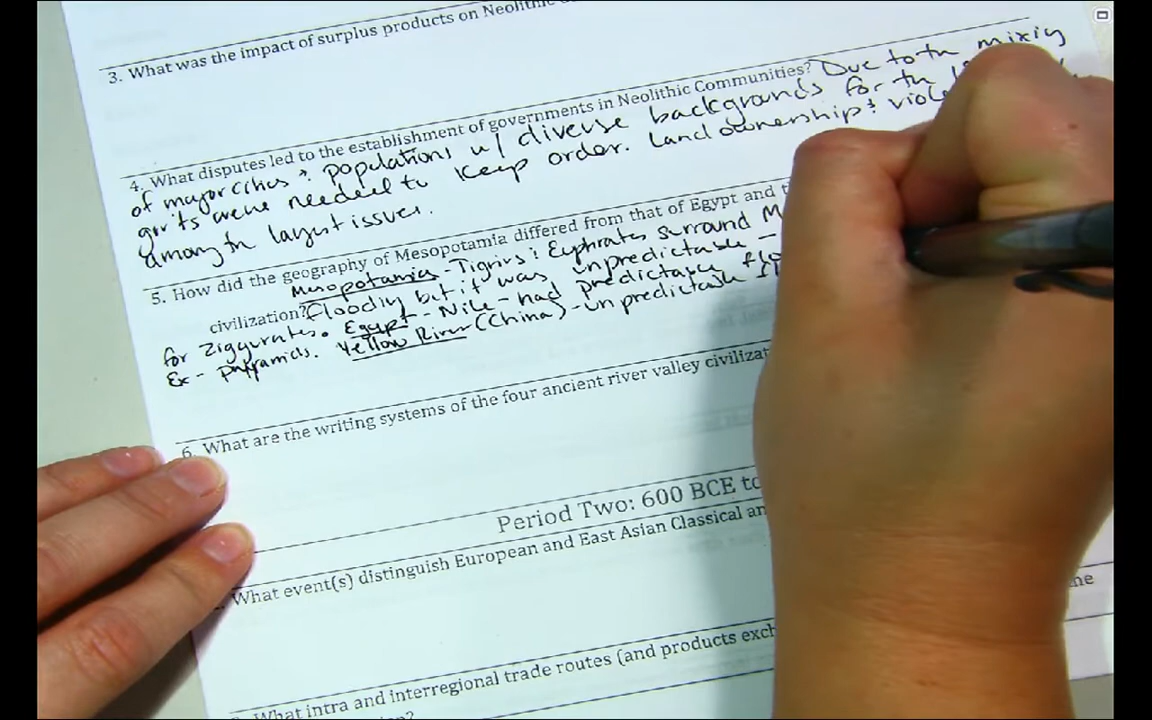 3. What was the impact of surplus products on Neolithic
4. What disputes led to the establishment of governments in Neolithic Communities? Due to the mixing
of major cities & populations w/ diverse backgrounds for the
gov'ts were needed to keep order. Land ownership & viole
among the largest issues.
5. How did the geography of Mesopotamia differed from that of Egypt and
civilization? Mesopotamia - Tigrius & Euphrates surround M
Flooding but it was unpredictable -
for Ziggurates. Egypt - Nile - had predictable flo
Ex - Pyramids. Yellow River (China) - unpredictable
6. What are the writing systems of the four ancient river valley civiliza
Period Two: 600 BCE to
What event(s) distinguish European and East Asian Classical an
the
What intra and interregional trade routes (and products exch